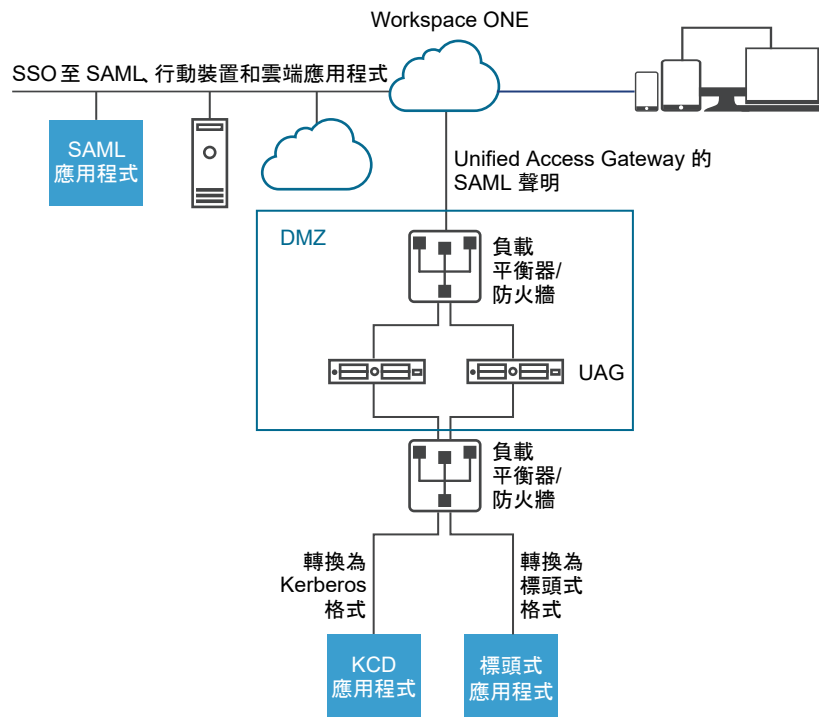 Workspace ONE
SSO 至 SAML、行動裝置和雲端應用程式
SAML
應用程式
Unified Access Gateway 的
SAML 聲明
DMZ
負載
平衡器/
防火牆
UAG
負載
平衡器/
防火牆
轉換為
Kerberos
格式
轉換為
標頭式
格式
KCD
應用程式
標頭式
應用程式